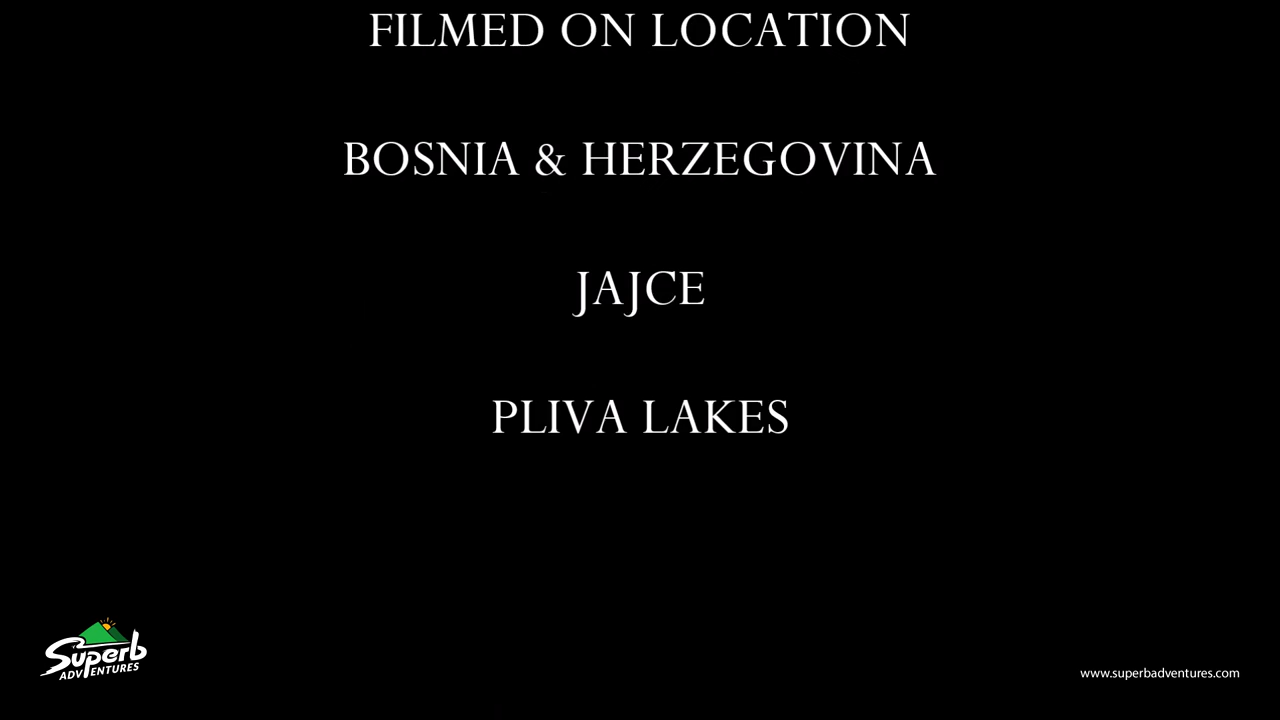 FILMED ON LOCATION
BOSNIA & HERZEGOVINA
JAJCE
PLIVA LAKES
Superb
ADVENTURES
www.superbadventures.com